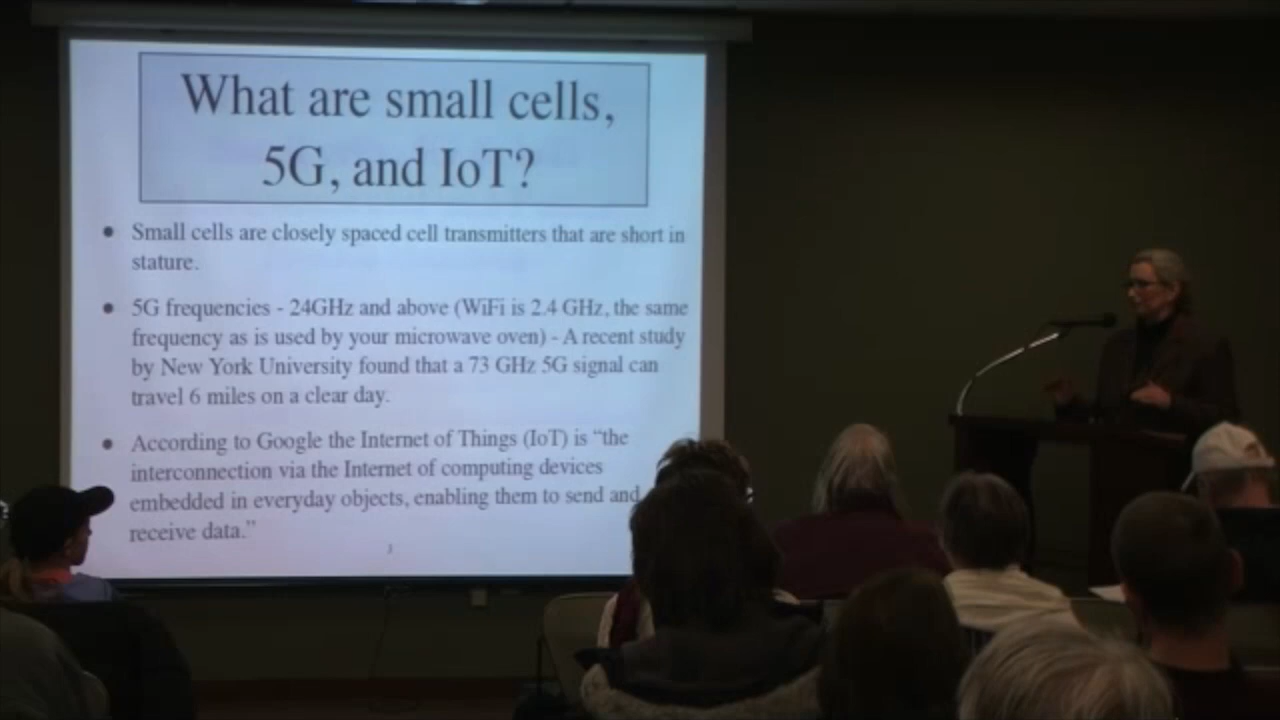 What are small cells,
5G, and IoT?
• Small cells are closely spaced cell transmitters that are short in
stature.
• 5G frequencies - 24GHz and above (WiFi is 2.4 GHz, the same
frequency as is used by your microwave oven) - A recent study
by New York University found that a 73 GHz 5G signal can
travel 6 miles on a clear day.
• According to Google the Internet of Things (IoT) is “the
interconnection via the Internet of computing devices
embedded in everyday objects, enabling them to send and
receive data.”